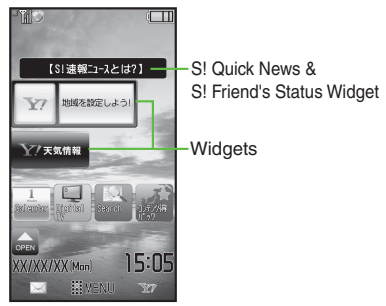 【S!速報ニュースとは?】
S! Quick News &
S! Friend's Status Widget
Y! 地域を設定しよう!
Y! 天気情報
Widgets
1
Calendar
Digital TV
Search
OPEN
XX/XX/XX(Mon) 15:05
MENU Y!